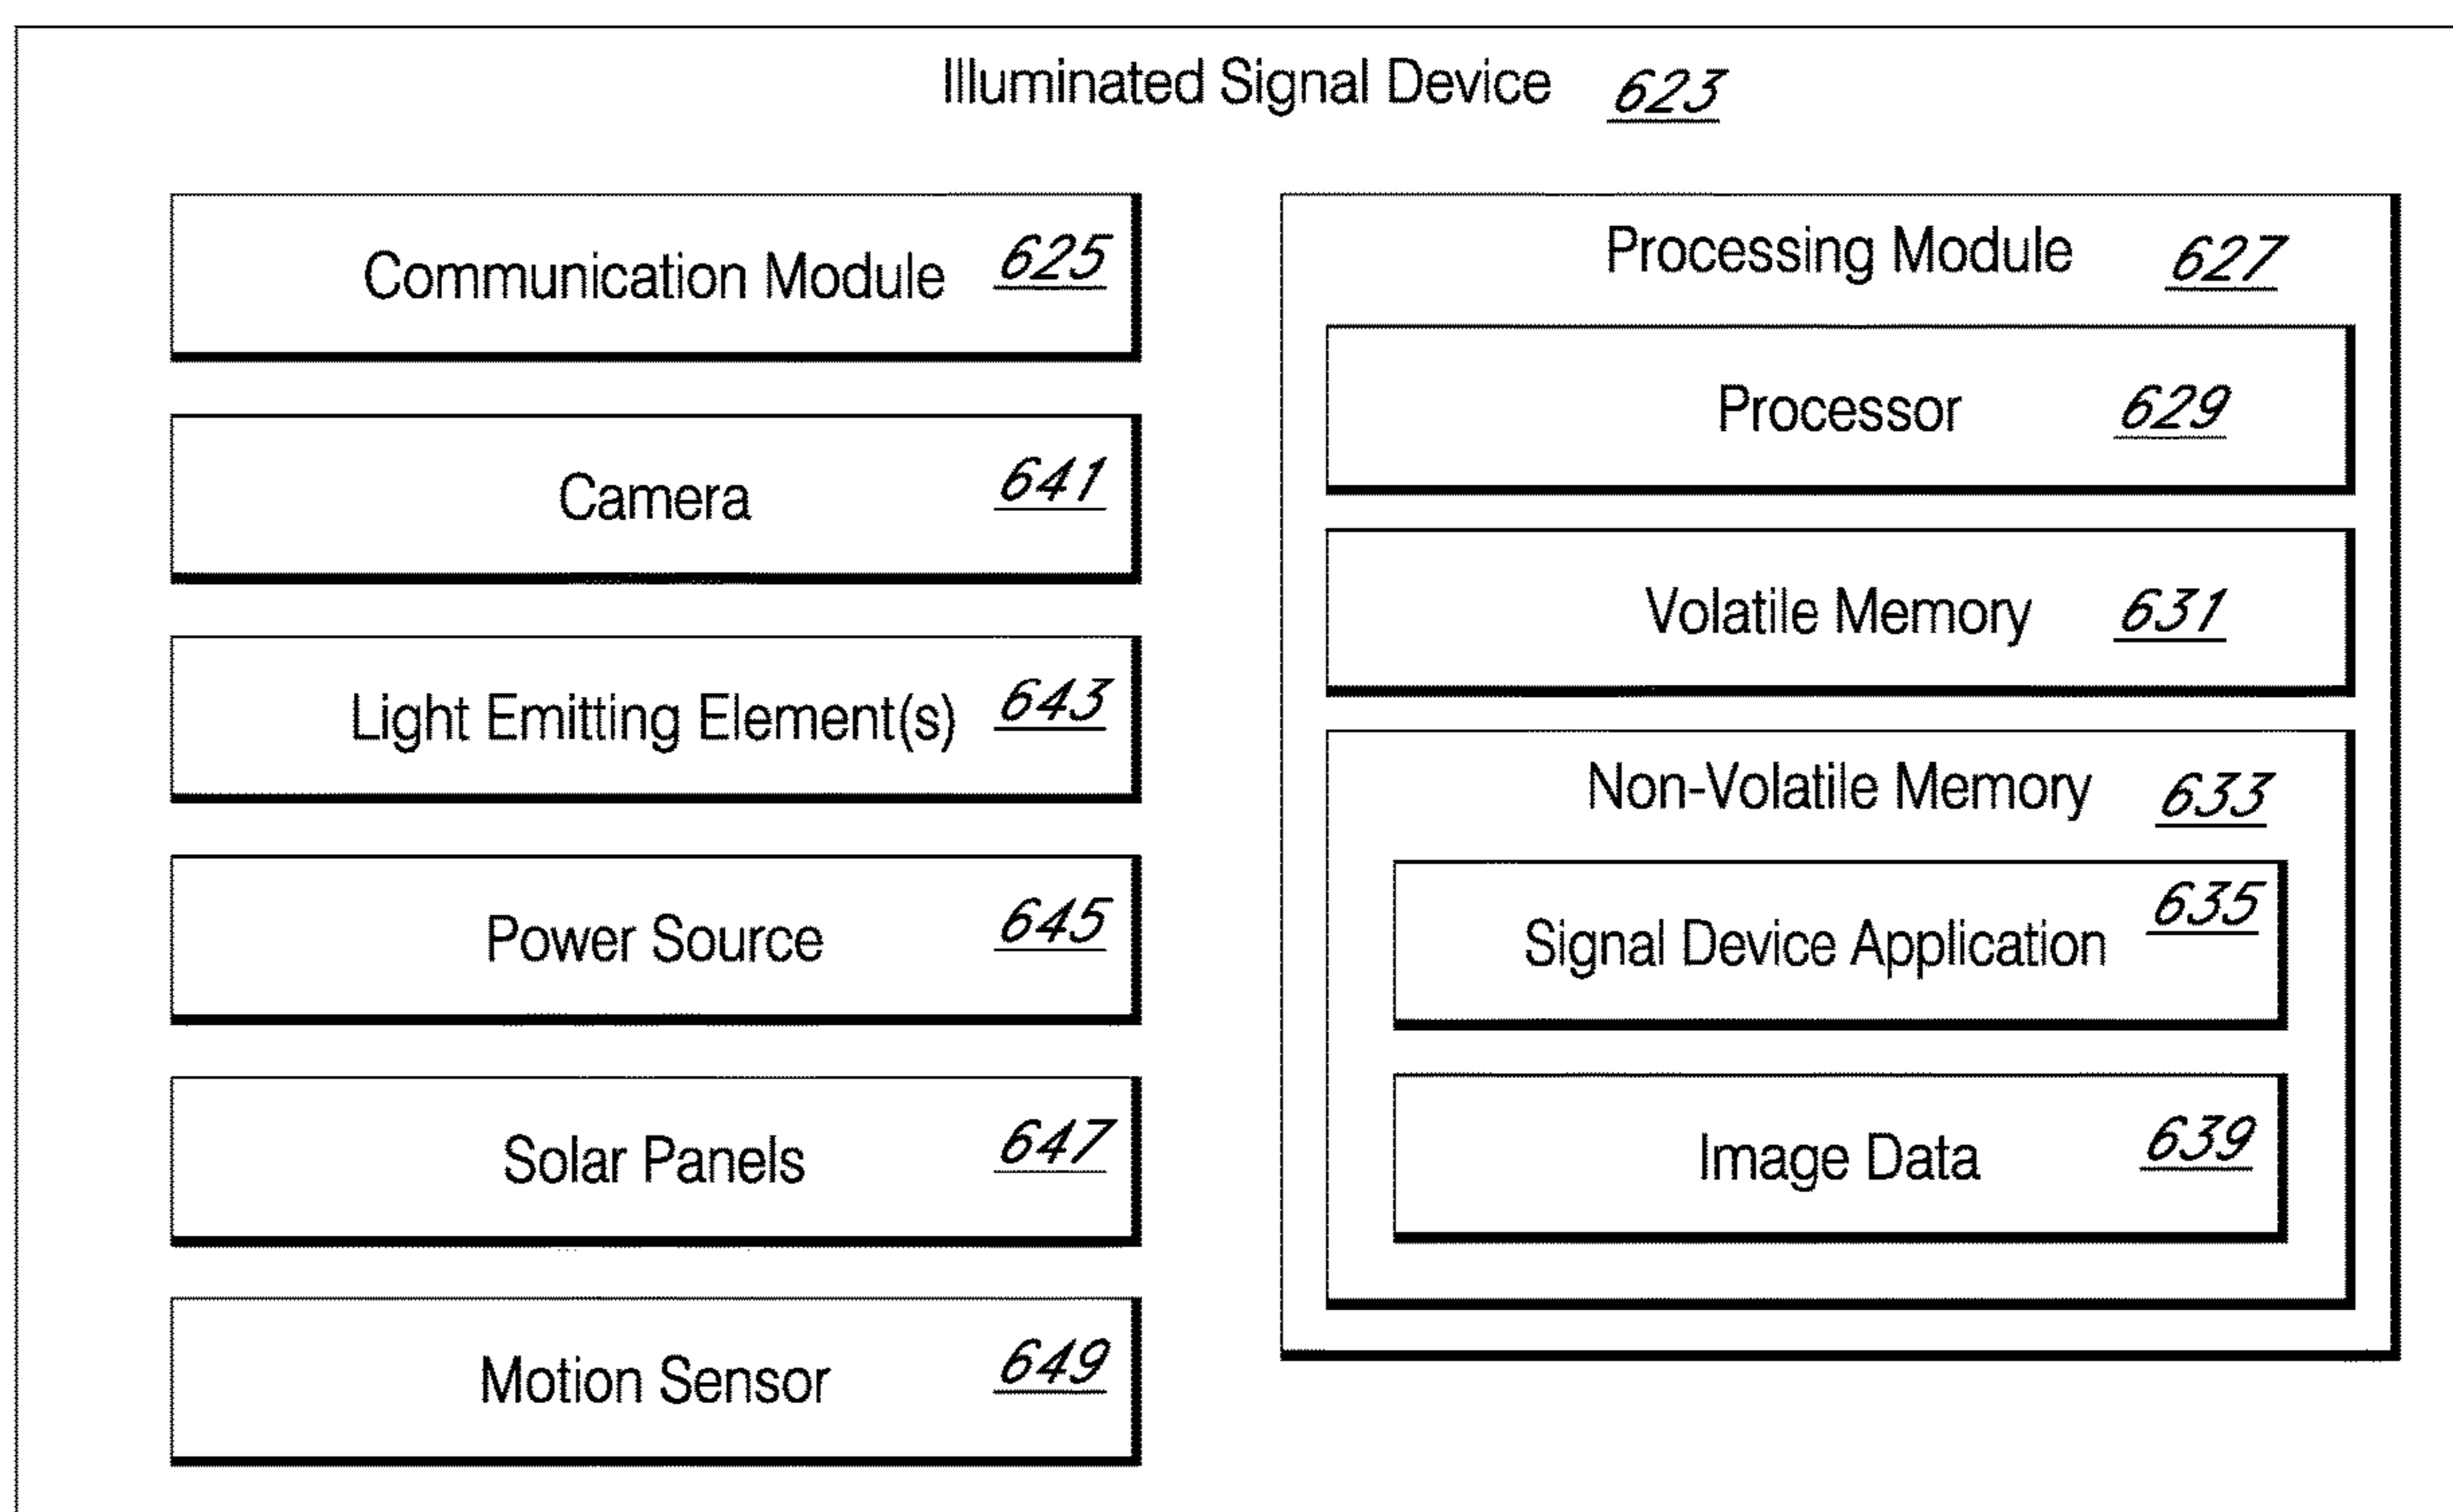 Illuminated Signal Device 623
Communication Module 625
Camera 641
Light Emitting Element(s) 643
Power Source 645
Solar Panels 647
Motion Sensor 649
Processing Module 627
Processor 629
Volatile Memory 631
Non-Volatile Memory 633
Signal Device Application 635
Image Data 639